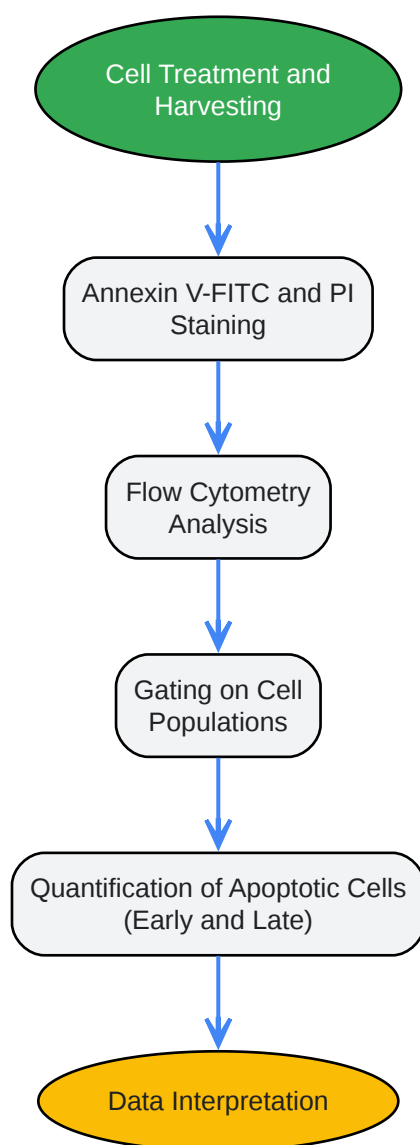 Cell Treatment and
Harvesting
Annexin V-FITC and PI
Staining
Flow Cytometry
Analysis
Gating on Cell
Populations
Quantification of Apoptotic Cells
(Early and Late)
Data Interpretation